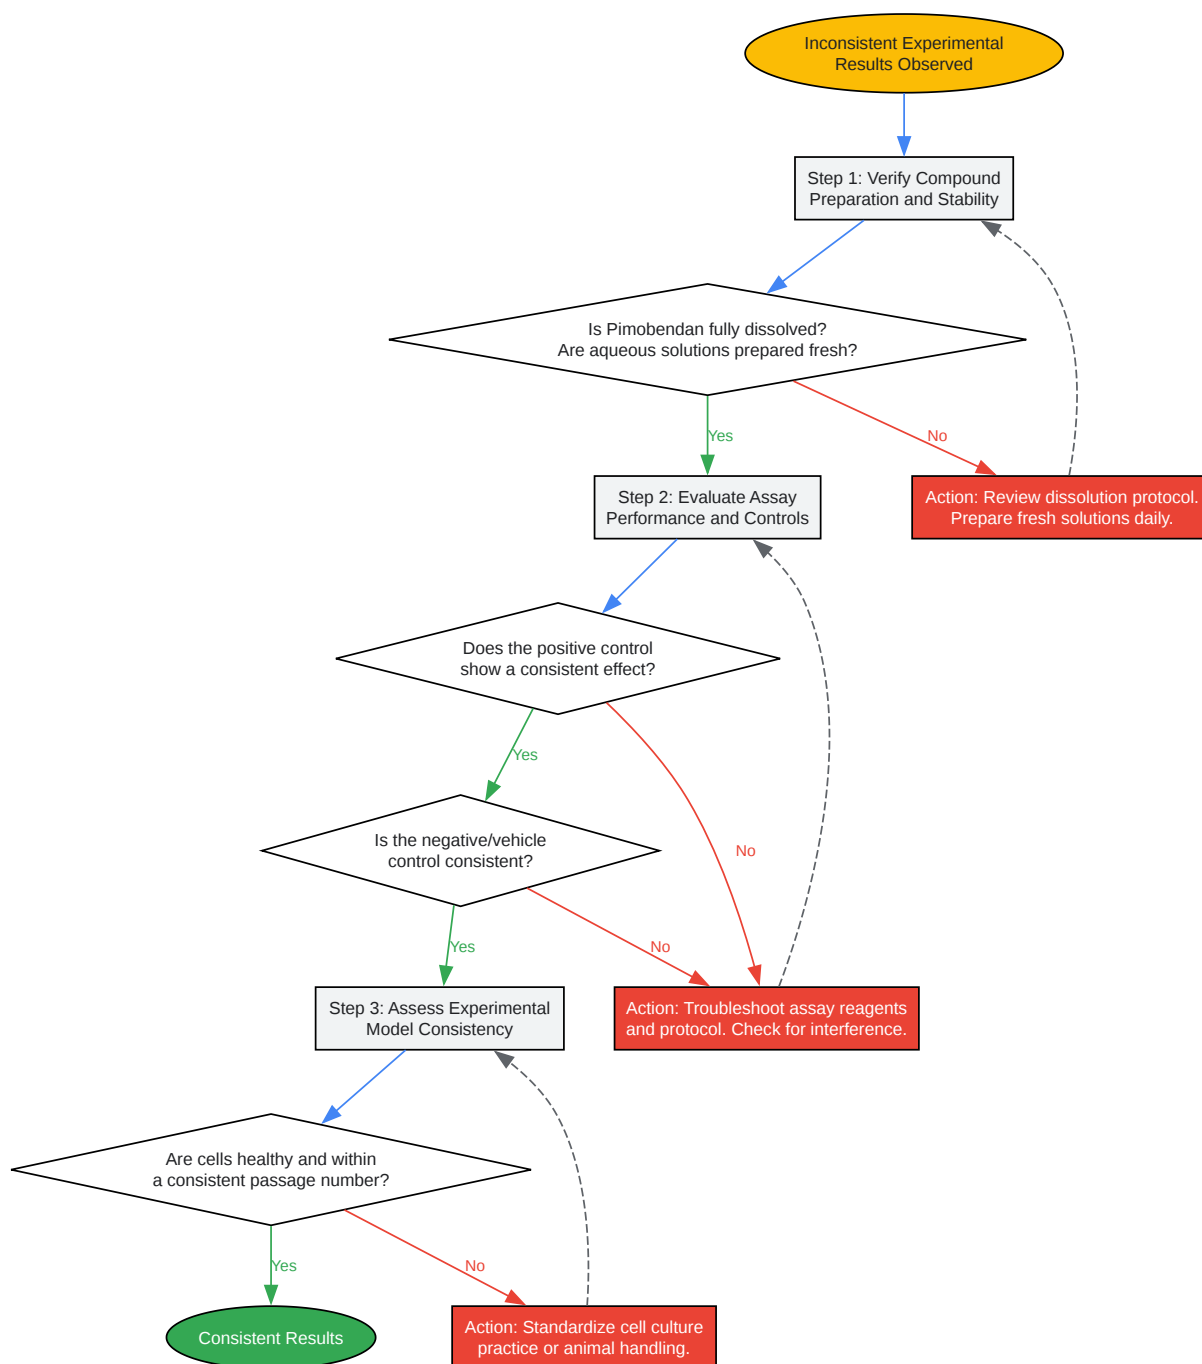 Inconsistent Experimental
Results Observed
Step 1: Verify Compound
Preparation and Stability
Is Pimobendan fully dissolved?
Are aqueous solutions prepared fresh?
Yes
No
Step 2: Evaluate Assay
Performance and Controls
Action: Review dissolution protocol.
Prepare fresh solutions daily.
Does the positive control
show a consistent effect?
Yes
Is the negative/vehicle
control consistent?
No
Yes
No
Step 3: Assess Experimental
Model Consistency
Action: Troubleshoot assay reagents
and protocol. Check for interference.
Are cells healthy and within
a consistent passage number?
Yes
No
Consistent Results
Action: Standardize cell culture
practice or animal handling.